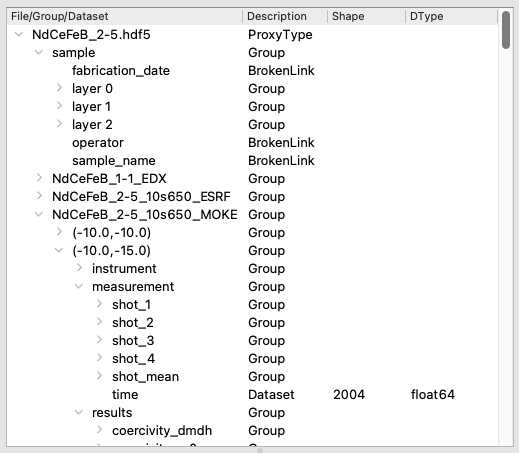 File/Group/Dataset Description Shape DType
NdCeFeB_2-5.hdf5 ProxyType
sample Group
fabrication_date BrokenLink
layer 0 Group
layer 1 Group
layer 2 Group
operator BrokenLink
sample_name BrokenLink
NdCeFeB_1-1_EDX Group
NdCeFeB_2-5_10s650_ESRF Group
NdCeFeB_2-5_10s650_MOKE Group
(-10.0,-10.0) Group
(-10.0,-15.0) Group
instrument Group
measurement Group
shot_1 Group
shot_2 Group
shot_3 Group
shot_4 Group
shot_mean Group
time Dataset 2004 float64
results Group
coercivity_dmdh Group